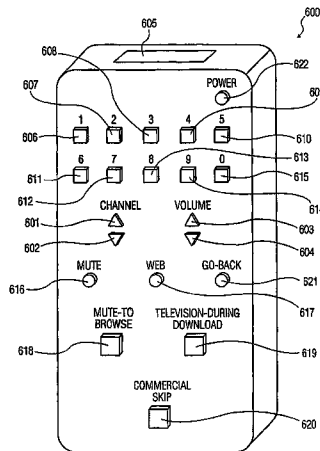 605
600
608
POWER
607
622
60
1 2 3 4 5
606
610
6 7 8 9 0
613
611
615
612
614
CHANNEL VOLUME
601
603
602
604
MUTE WEB GO-BACK
616
621
617
MUTE-TO
BROWSE
TELEVISION-DURING
DOWNLOAD
618
619
COMMERCIAL
SKIP
620